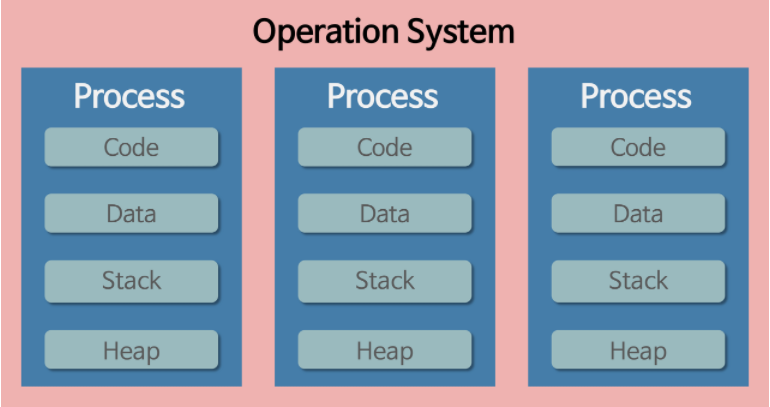 Operation System
Process
Code
Data
Stack
Heap
Process
Code
Data
Stack
Heap
Process
Code
Data
Stack
Heap